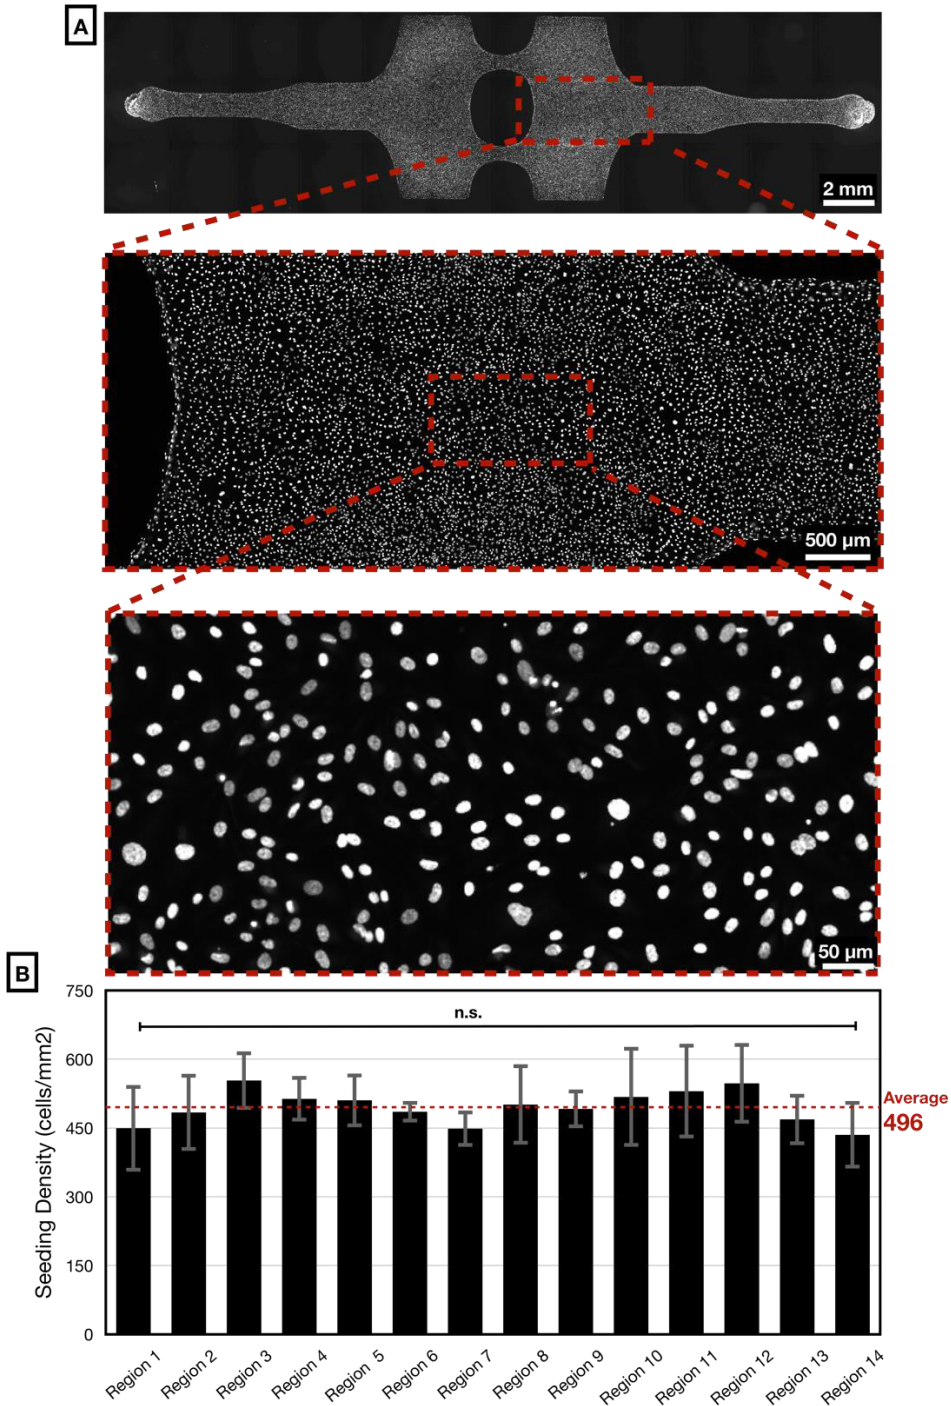 A
2 mm
500 μm
50 μm
B
Seeding Density (cells/mm2)
750
600
450
300
150
0
n.s.
Average
496
Region 1
Region 2
Region 3
Region 4
Region 5
Region 6
Region 7
Region 8
Region 9
Region 10
Region 11
Region 12
Region 13
Region 14